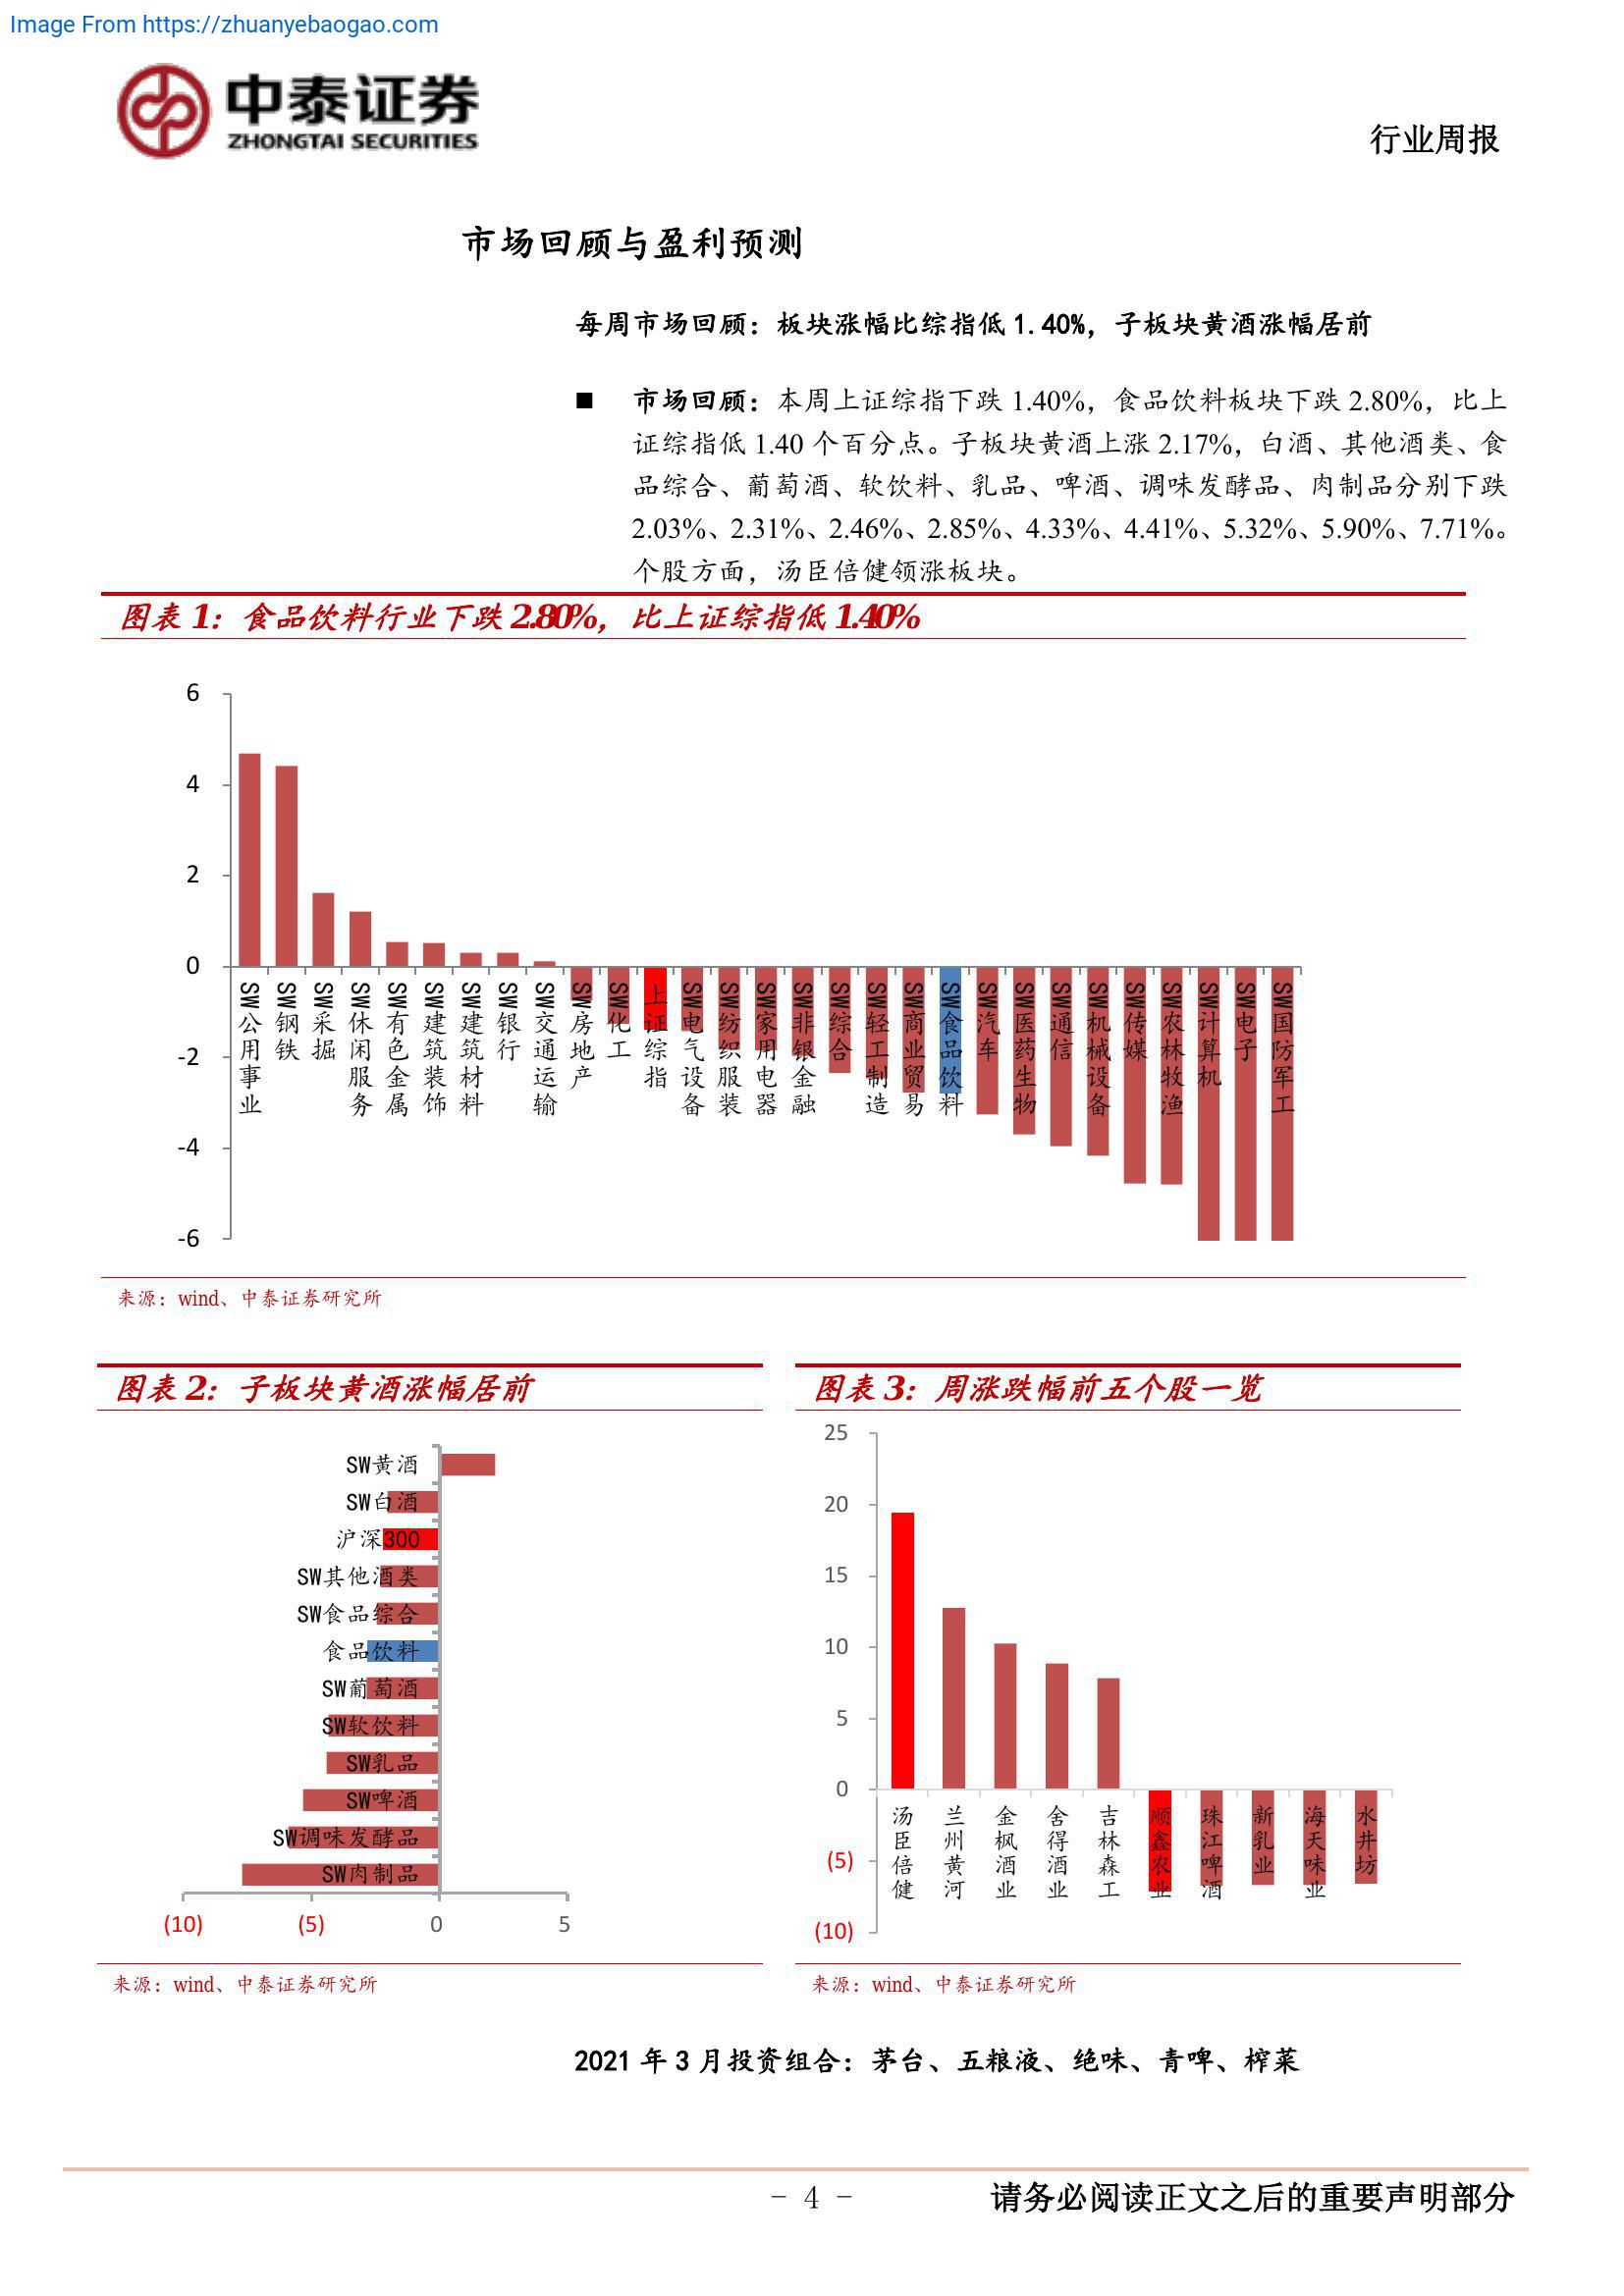 Image From https://zhuanyebaogao.com
中泰证券
ZHONGTAI SECURITIES
行业周报
市场回顾与盈利预测
每周市场回顾：板块涨幅比综指低 1.40%，子板块黄酒涨幅居前
■ 市场回顾：本周上证综指下跌 1.40%，食品饮料板块下跌 2.80%，比上
证综指低 1.40 个百分点。子板块黄酒上涨 2.17%，白酒、其他酒类、食
品综合、葡萄酒、软饮料、乳品、啤酒、调味发酵品、肉制品分别下跌
2.03%、2.31%、2.46%、2.85%、4.33%、4.41%、5.32%、5.90%、7.71%。
个股方面，汤臣倍健领涨板块。
图表 1：食品饮料行业下跌 2.80%，比上证综指低 1.40%
6
4
2
0
-2
-4
-6
SW公用事业
SW钢铁
SW采掘
SW休闲服务
SW有色金属
SW建筑装饰
SW建筑材料
SW银行
SW交通运输
SW房地产
SW化工
上证综指
SW电气设备
SW纺织服装
SW家用电器
SW非银金融
SW综合
SW轻工制造
SW商业贸易
SW食品饮料
SW汽车
SW医药生物
SW通信
SW机械设备
SW传媒
SW农林牧渔
SW计算机
SW电子
SW国防军工
来源：wind、中泰证券研究所
图表 2：子板块黄酒涨幅居前
SW黄酒
SW白酒
沪深300
SW其他酒类
SW食品综合
食品饮料
SW葡萄酒
SW软饮料
SW乳品
SW啤酒
SW调味发酵品
SW肉制品
(10) (5) 0 5
来源：wind、中泰证券研究所
图表 3：周涨跌幅前五个股一览
25
20
15
10
5
0
(5)
(10)
汤臣倍健
兰州黄河
金枫酒业
舍得酒业
吉林森工
顺鑫农业
珠江啤酒
新乳业
海天味业
水井坊
来源：wind、中泰证券研究所
2021 年 3 月投资组合：茅台、五粮液、绝味、青啤、榨菜
- 4 -
请务必阅读正文之后的重要声明部分